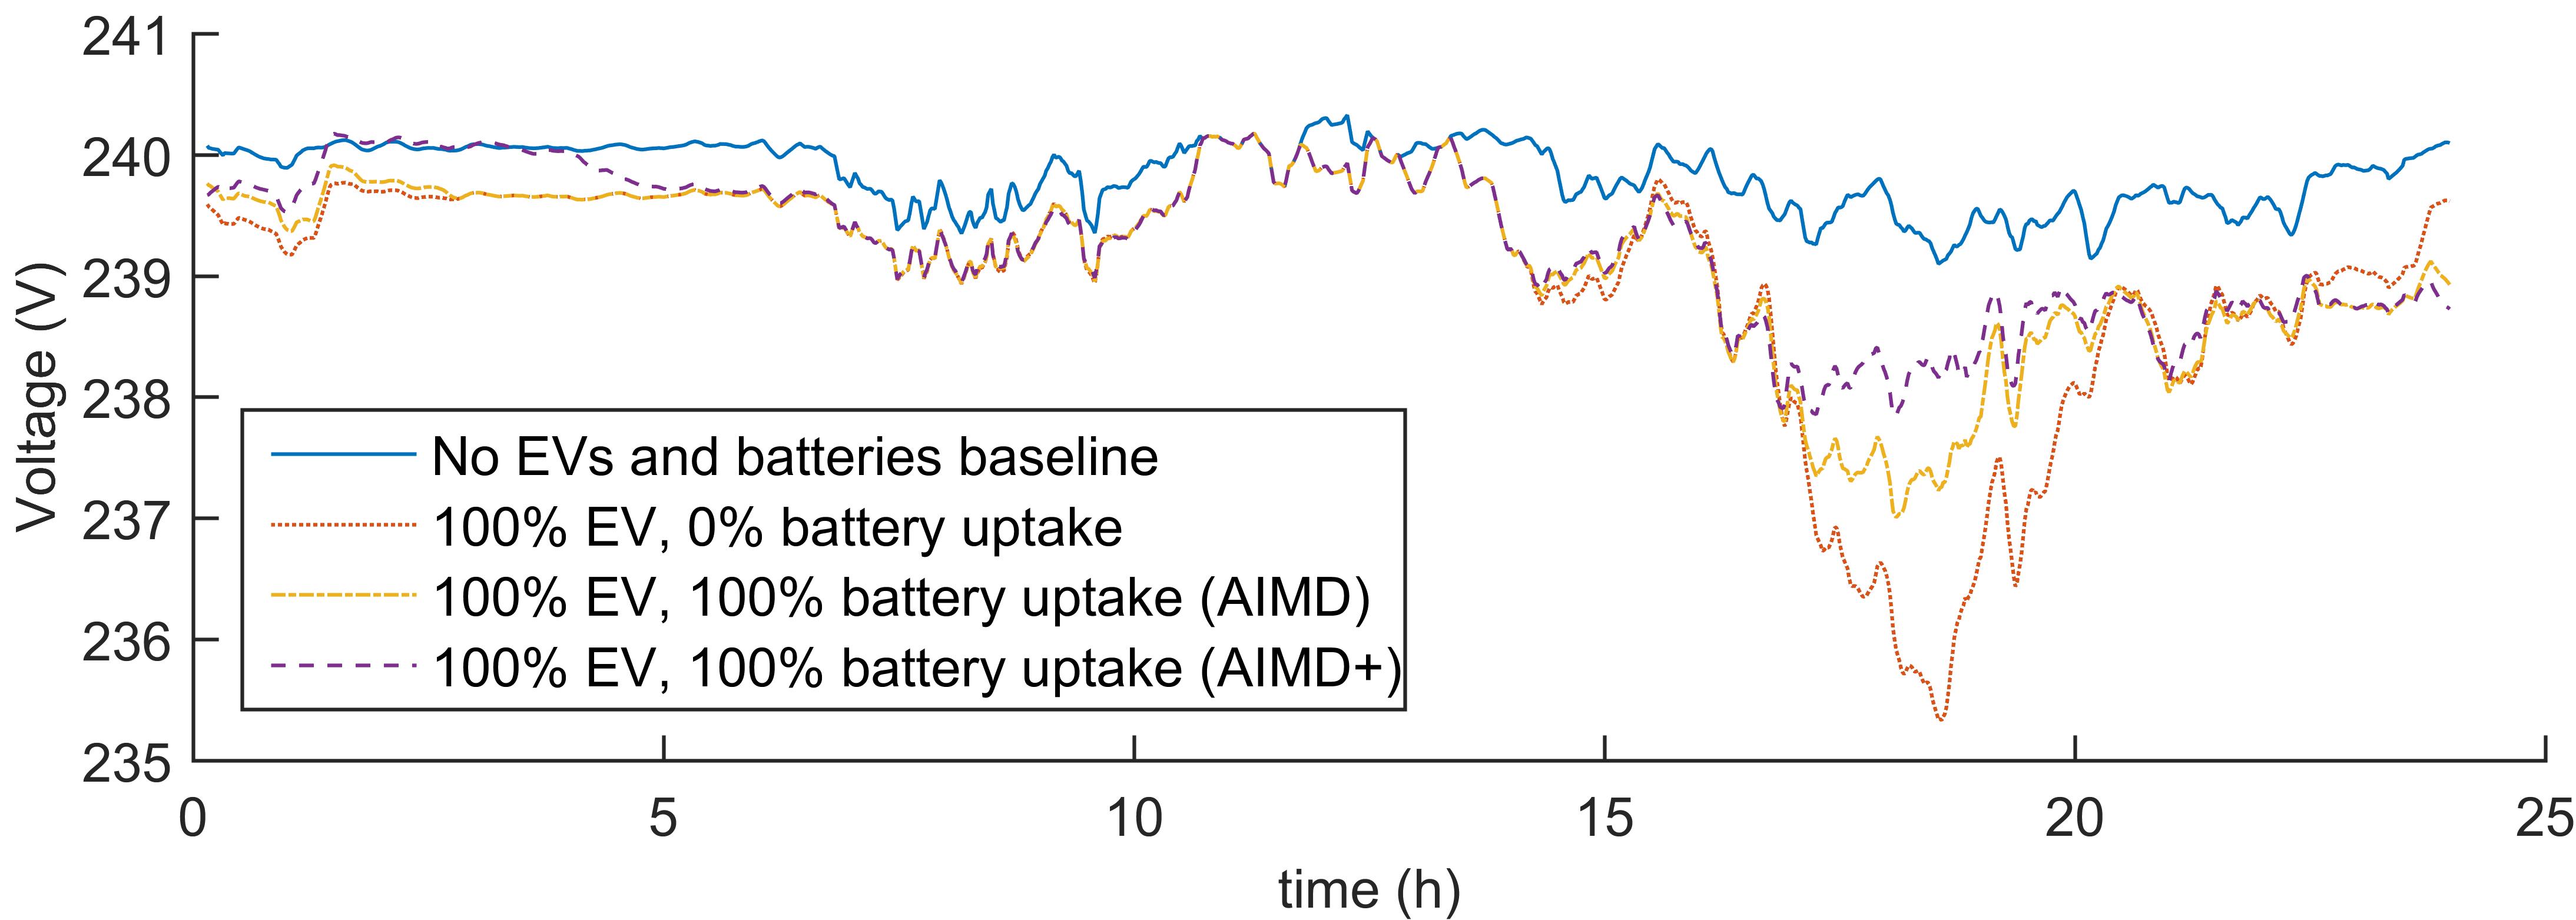 241
240
239
238
237
236
235
Voltage (V)
No EVs and batteries baseline
100% EV, 0% battery uptake
100% EV, 100% battery uptake (AIMD)
100% EV, 100% battery uptake (AIMD+)
0 5 10 15 20 25
time (h)